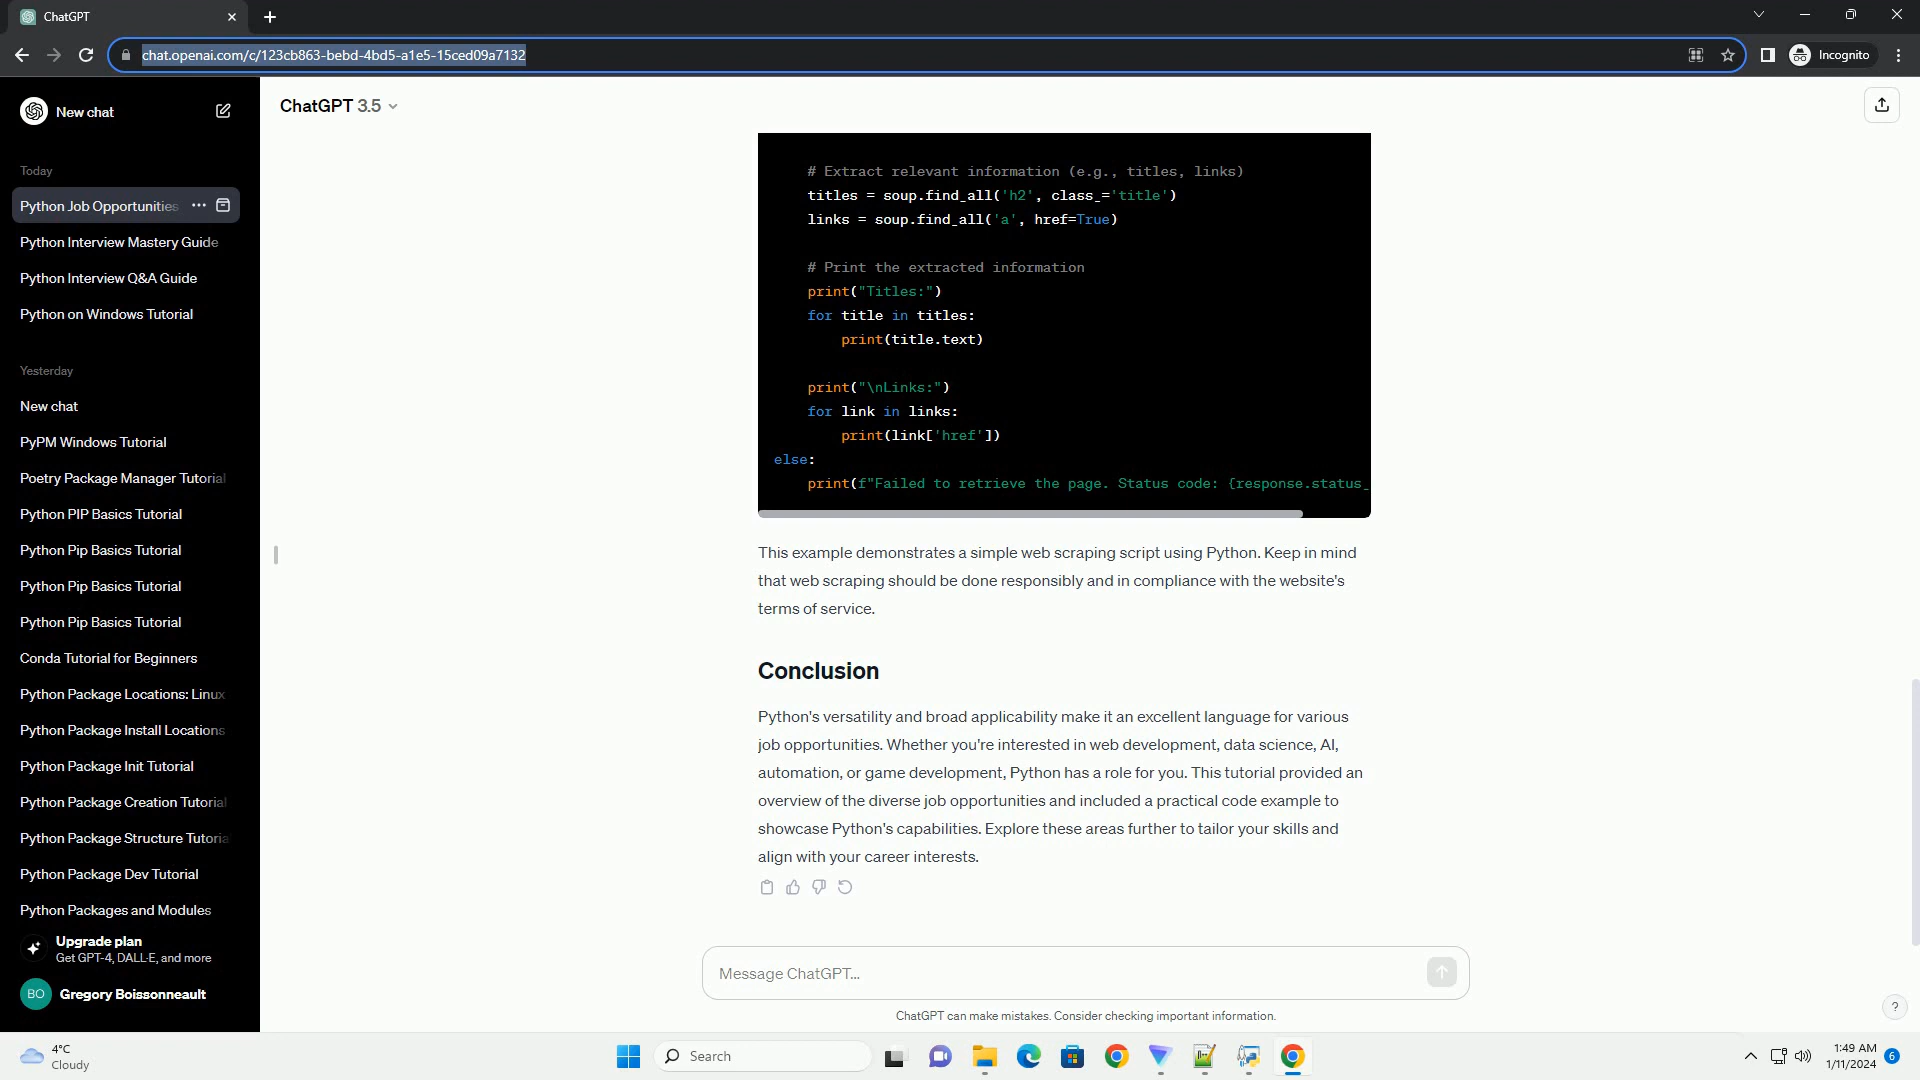 ChatGPT
chat.openai.com/c/123cb863-bebd-4bd5-a1e5-15ced09a7132
Incognito
New chat
Today
Python Job Opportunities
Python Interview Mastery Guide
Python Interview Q&A Guide
Python on Windows Tutorial
Yesterday
New chat
PyPM Windows Tutorial
Poetry Package Manager Tutorial
Python PIP Basics Tutorial
Python Pip Basics Tutorial
Python Pip Basics Tutorial
Python Pip Basics Tutorial
Conda Tutorial for Beginners
Python Package Locations: Linux
Python Package Install Locations
Python Package Init Tutorial
Python Package Creation Tutorial
Python Package Structure Tutoria
Python Package Dev Tutorial
Python Packages and Modules
Upgrade plan
Get GPT-4, DALL·E, and more
BO Gregory Boissonneault
ChatGPT 3.5
# Extract relevant information (e.g., titles, links)
titles = soup.find_all('h2', class_='title')
links = soup.find_all('a', href=True)
# Print the extracted information
print("Titles:")
for title in titles:
print(title.text)
print("\nLinks:")
for link in links:
print(link['href'])
else:
print(f"Failed to retrieve the page. Status code: {response.status_
This example demonstrates a simple web scraping script using Python. Keep in mind
that web scraping should be done responsibly and in compliance with the website's
terms of service.
Conclusion
Python's versatility and broad applicability make it an excellent language for various
job opportunities. Whether you're interested in web development, data science, AI,
automation, or game development, Python has a role for you. This tutorial provided an
overview of the diverse job opportunities and included a practical code example to
showcase Python's capabilities. Explore these areas further to tailor your skills and
align with your career interests.
Message ChatGPT...
ChatGPT can make mistakes. Consider checking important information.
?
4°C
Cloudy
Search
1:49 AM
1/11/2024
6